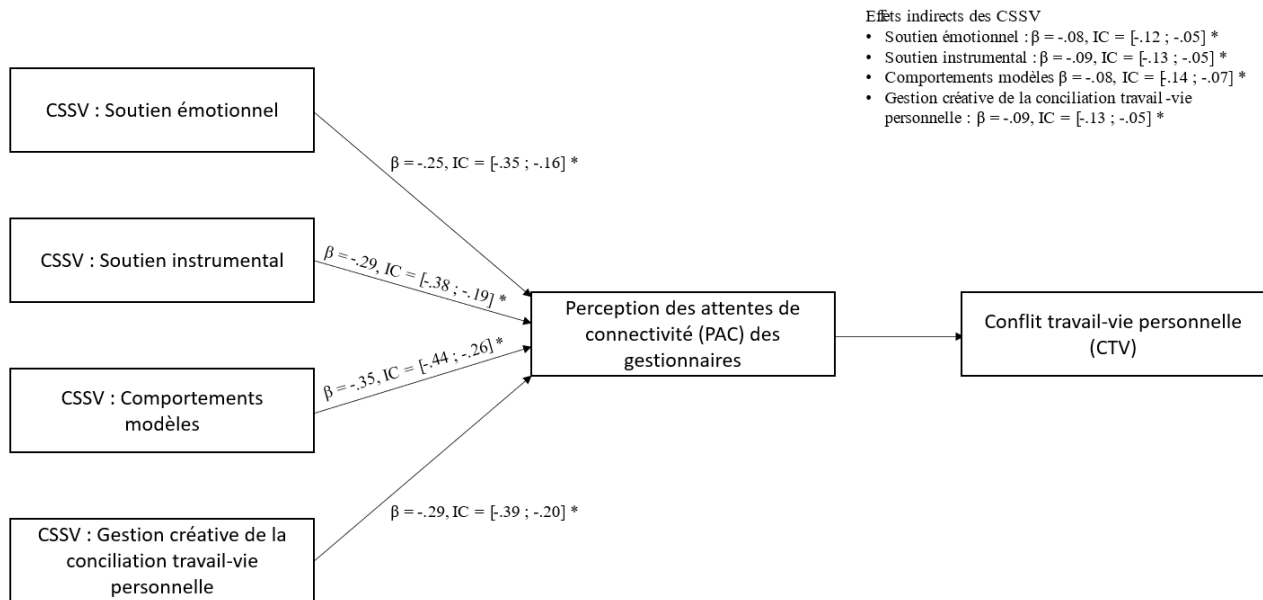 Effets indirects des CSSV
• Soutien émotionnel : β = -.08, IC = [-.12 ; -.05] *
• Soutien instrumental : β = -.09, IC = [-.13 ; -.05] *
• Comportements modèles β = -.08, IC = [-.14 ; -.07] *
• Gestion créative de la conciliation travail-vie
personnelle : β = -.09, IC = [-.13 ; -.05] *
CSSV : Soutien émotionnel
β = -.25, IC = [-.35 ; -.16] *
CSSV : Soutien instrumental
β = -.29, IC = [-.38 ; -.19] *
Perception des attentes de
connectivité (PAC) des
gestionnaires
Conflit travail-vie personnelle
(CTV)
β = -.35, IC = [-.44 ; -.26] *
CSSV : Comportements
modèles
β = -.29, IC = [-.39 ; -.20] *
CSSV : Gestion créative de la
conciliation travail-vie
personnelle